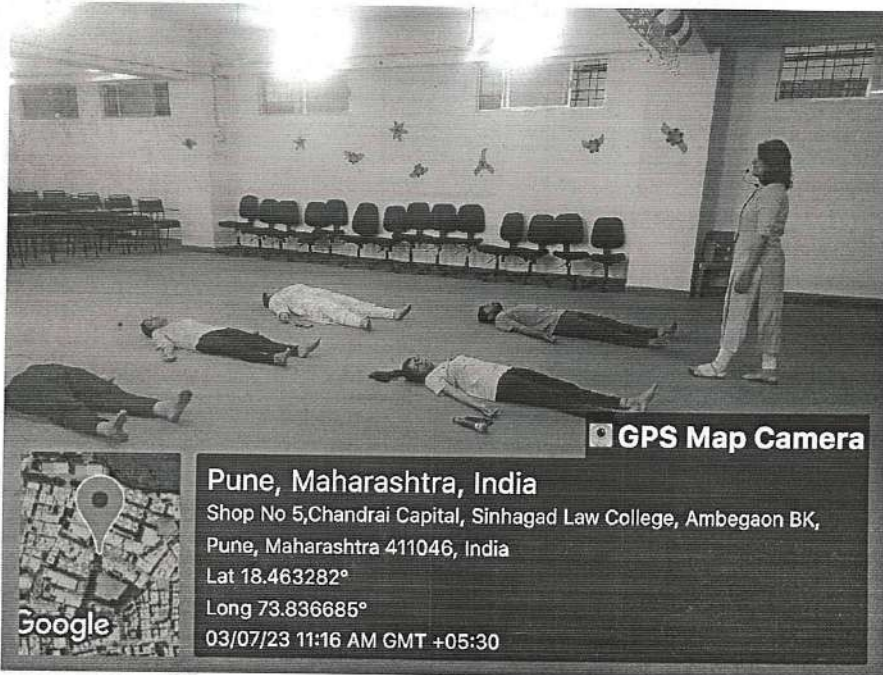 GPS Map Camera
Pune, Maharashtra, India
Shop No 5,Chandrai Capital, Sinhagad Law College, Ambegaon BK,
Pune, Maharashtra 411046, India
Lat 18.463282°
Long 73.836685°
03/07/23 11:16 AM GMT +05:30
Google